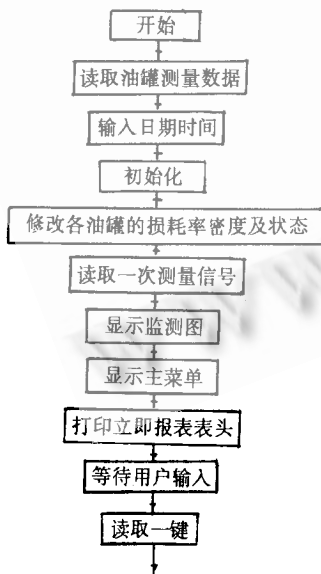 开始
读取油罐测量数据
输入日期时间
初始化
修改各油罐的损耗率密度及状态
读取一次测量信号
显示监测图
显示主菜单
打印立即报表表头
等待用户输入
读取一键